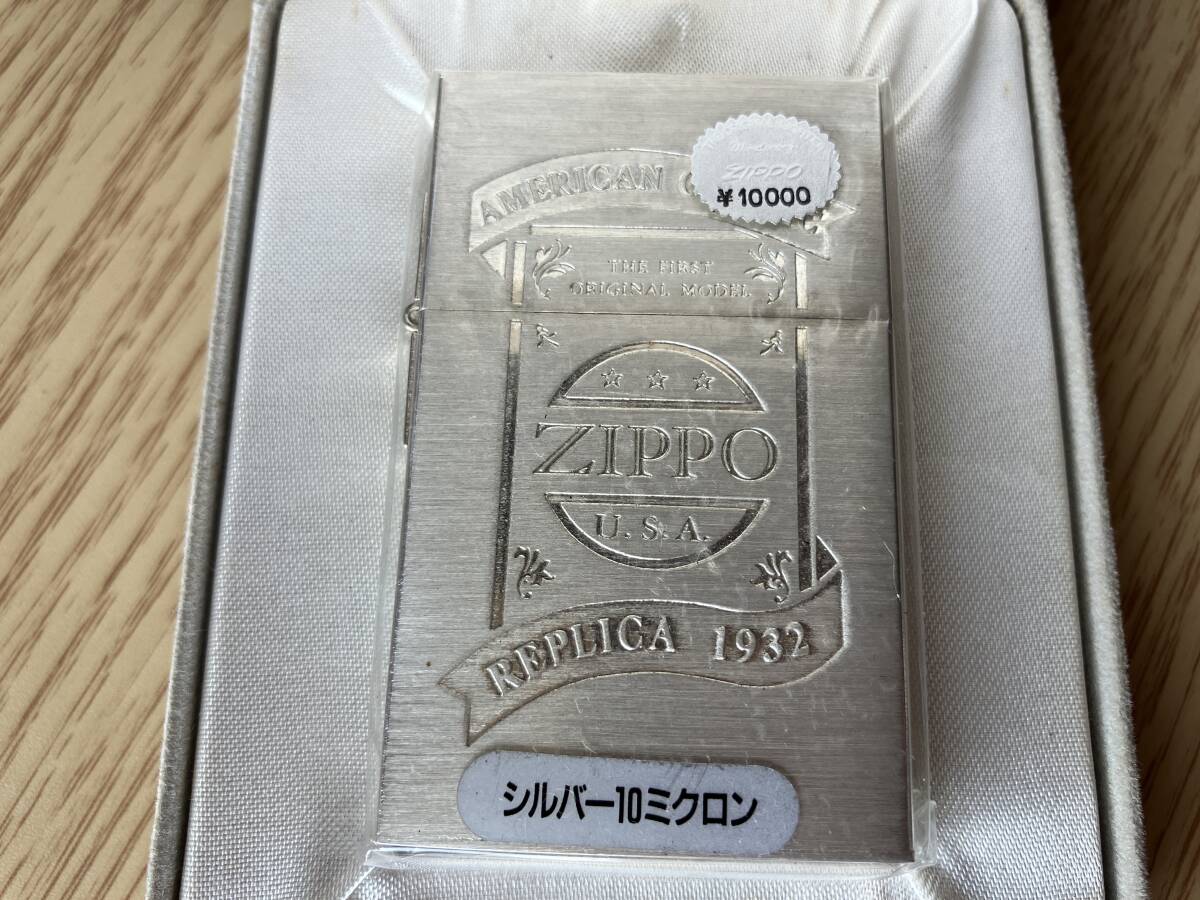 AMERICAN
ZIPPO
¥10000
THE FIRST
ORIGINAL MODEL
ZIPPO
U.S.A.
REPLICA 1932
シルバー10ミクロン